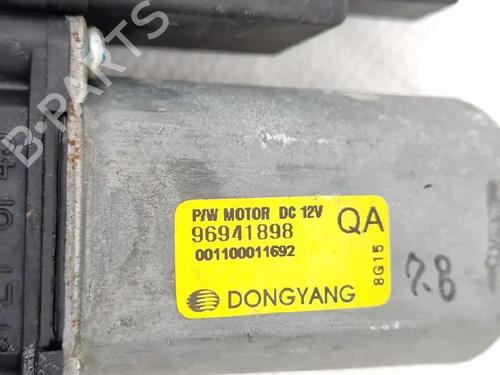 B-PARTS
P/W MOTOR DC 12V
QA
96941898
001100011692
8G15
DONGYANG
7.8